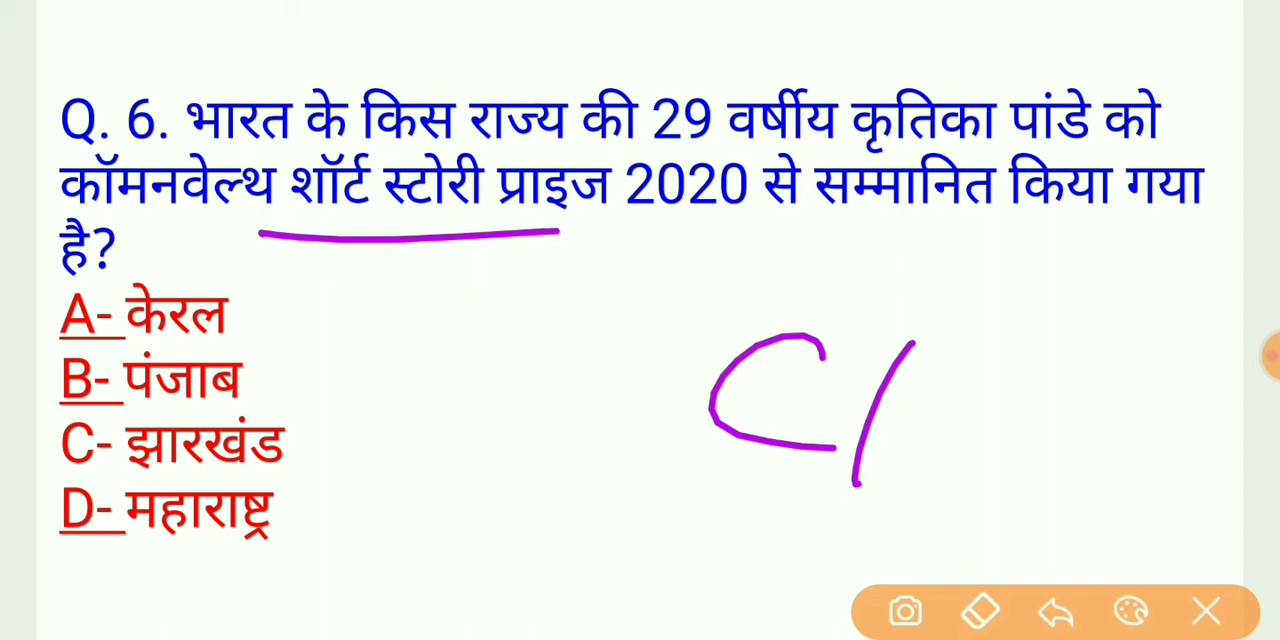 Q. 6. भारत के किस राज्य की 29 वर्षीय कृतिका पांडे को
कॉमनवेल्थ शॉर्ट स्टोरी प्राइज 2020 से सम्मानित किया गया
है?
A- केरल
B- पंजाब
C- झारखंड
D- महाराष्ट्र
C/